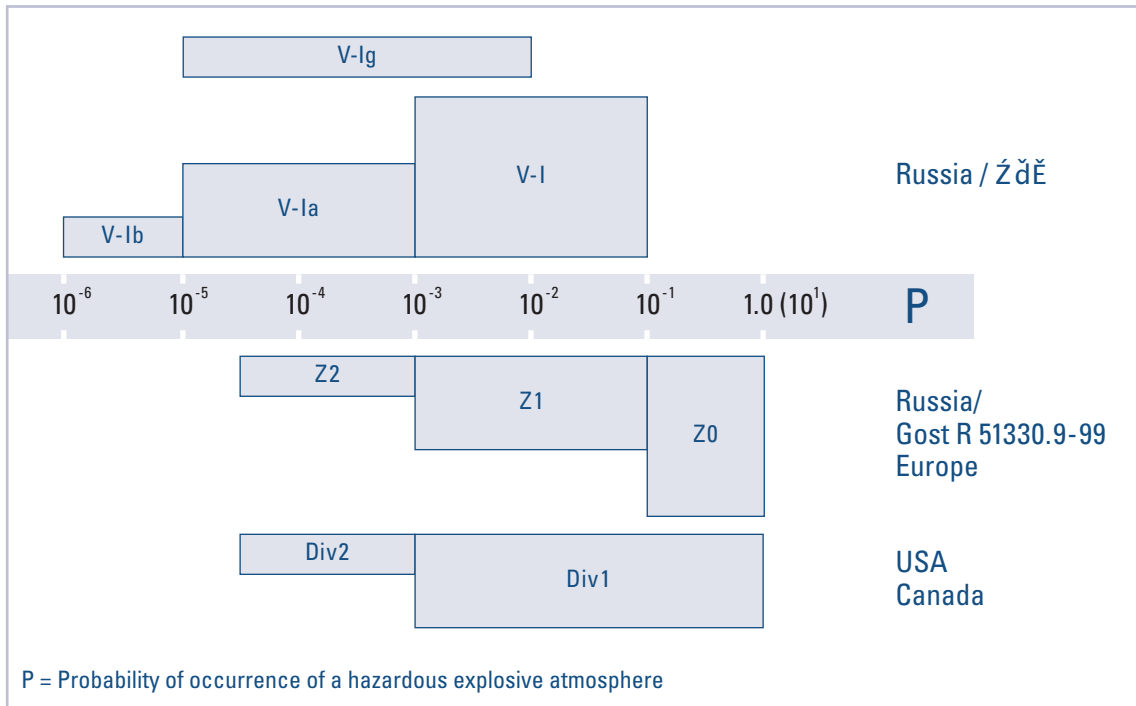 V-Ig
V-I
Russia / ŹďĚ
V-Ia
V-Ib
10⁻⁶ 10⁻⁵ 10⁻⁴ 10⁻³ 10⁻² 10⁻¹ 1.0 (10¹) P
Z2
Z1
Z0
Russia/
Gost R 51330.9-99
Europe
Div2
Div1
USA
Canada
P = Probability of occurrence of a hazardous explosive atmosphere